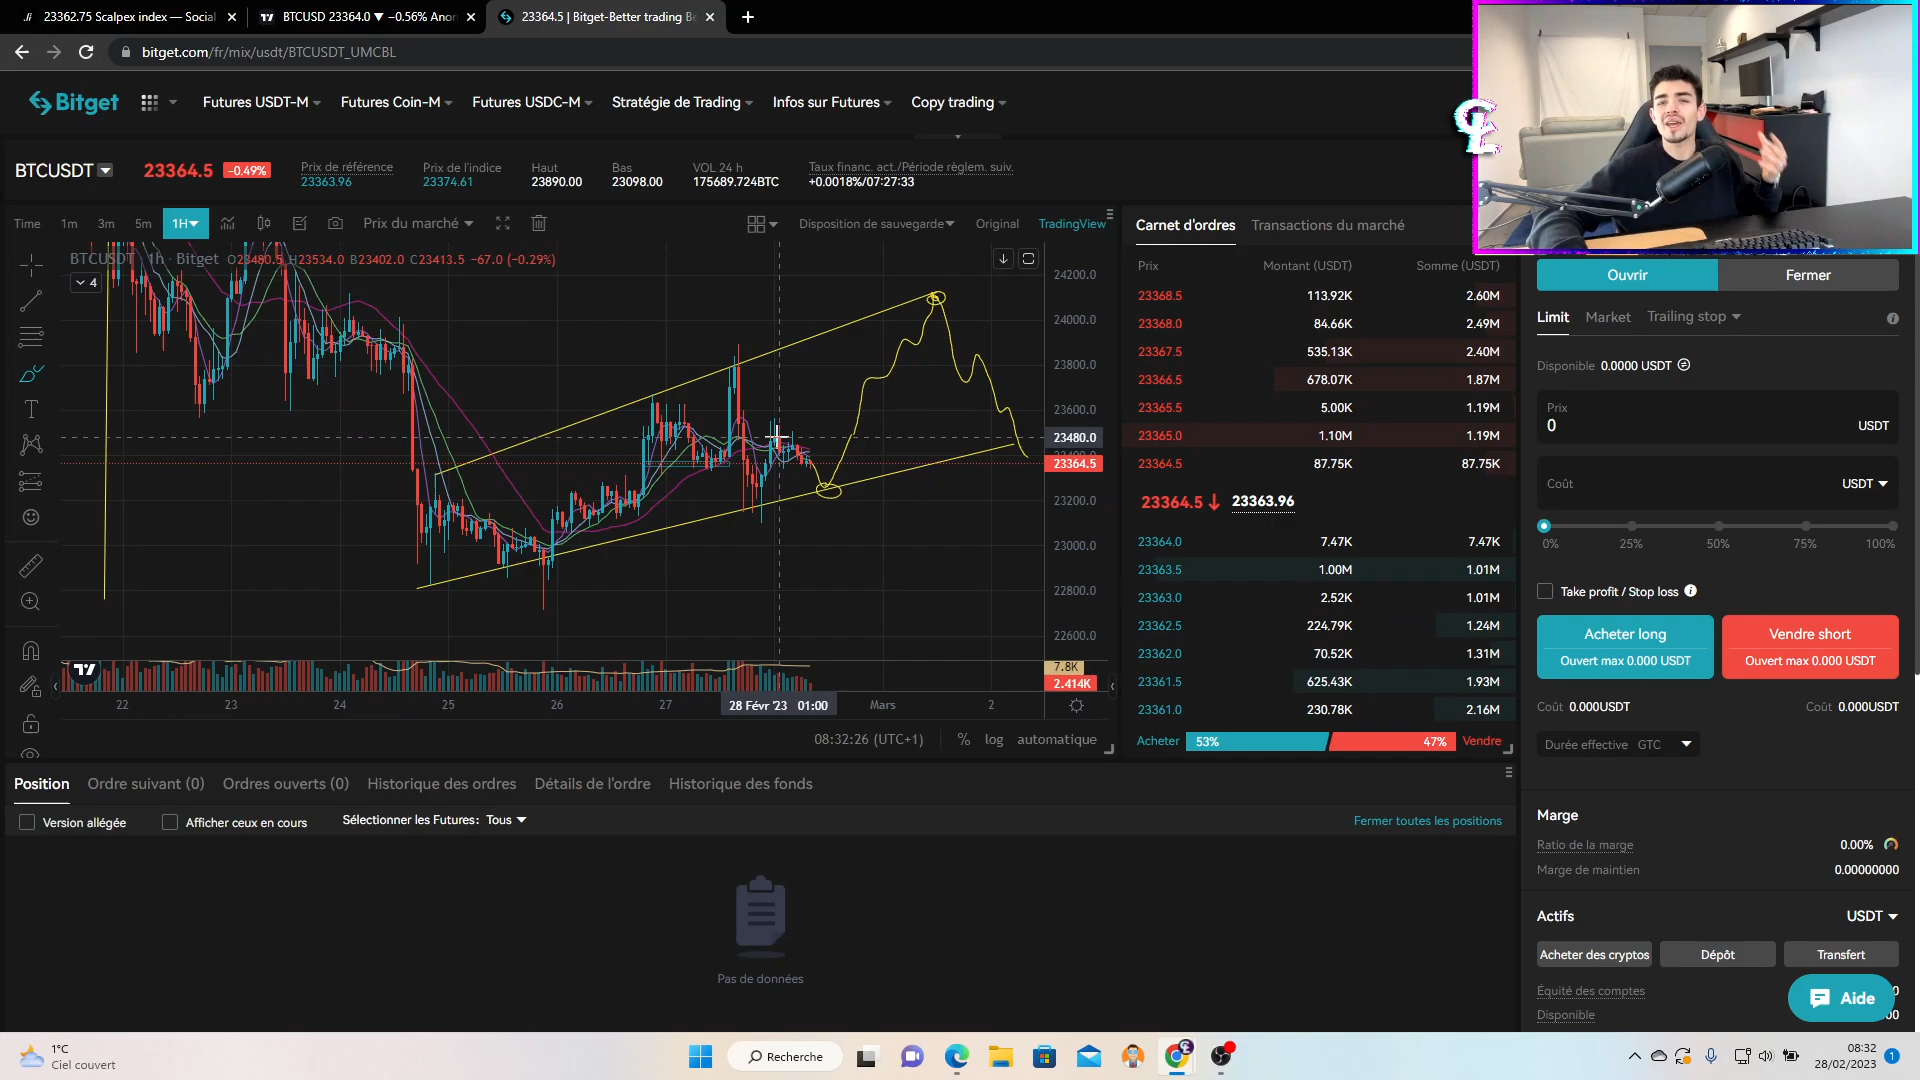 23362.75 Scalpex index — Social
BTCUSD 23364.0 ▼ −0.56% Anor
23364.5 | Bitget-Better trading Be
bitget.com/fr/mix/usdt/BTCUSDT_UMCBL
Bitget
Futures USDT-M
Futures Coin-M
Futures USDC-M
Stratégie de Trading
Infos sur Futures
Copy trading
BTCUSDT
23364.5
-0.49%
Prix de référence
23363.96
Prix de l'indice
23374.61
Haut
23890.00
Bas
23098.00
VOL 24 h
175689.724BTC
Taux financ. act./Période règlem. suiv.
+0.0018%/07:27:33
Time 1m 3m 5m 1H
Prix du marché
Disposition de sauvegarde
Original
TradingView
BTCUSDT · 1h · Bitget O23480.5 H23534.0 B23402.0 C23413.5 −67.0 (−0.29%)
4
24200.0
24000.0
23800.0
23600.0
23480.0
23364.5
23200.0
23000.0
22800.0
22600.0
7.8K
2.414K
22 23 24 25 26 27 28 Févr '23 01:00 Mars 2
08:32:26 (UTC+1) % log automatique
Carnet d'ordres
Transactions du marché
Prix Montant (USDT) Somme (USDT)
23368.5 113.92K 2.60M
23368.0 84.66K 2.49M
23367.5 535.13K 2.40M
23366.5 678.07K 1.87M
23365.5 5.00K 1.19M
23365.0 1.10M 1.19M
23364.5 87.75K 87.75K
23364.5 23363.96
23364.0 7.47K 7.47K
23363.5 1.00M 1.01M
23363.0 2.52K 1.01M
23362.5 224.79K 1.24M
23362.0 70.52K 1.31M
23361.5 625.43K 1.93M
23361.0 230.78K 2.16M
Acheter 53% 47% Vendre
Ouvrir Fermer
Limit Market Trailing stop
Disponible 0.0000 USDT
Prix
0 USDT
Coût USDT
0% 25% 50% 75% 100%
Take profit / Stop loss
Acheter long
Ouvert max 0.000 USDT
Vendre short
Ouvert max 0.000 USDT
Coût 0.000USDT
Coût 0.000USDT
Durée effective GTC
Marge
Ratio de la marge 0.00%
Marge de maintien 0.00000000
Actifs USDT
Acheter des cryptos
Dépôt
Transfert
Équité des comptes
Disponible
Aide
Position
Ordre suivant (0)
Ordres ouverts (0)
Historique des ordres
Détails de l'ordre
Historique des fonds
Version allégée
Afficher ceux en cours
Sélectionner les Futures: Tous
Fermer toutes les positions
Pas de données
1°C
Ciel couvert
Recherche
08:32
28/02/2023
1